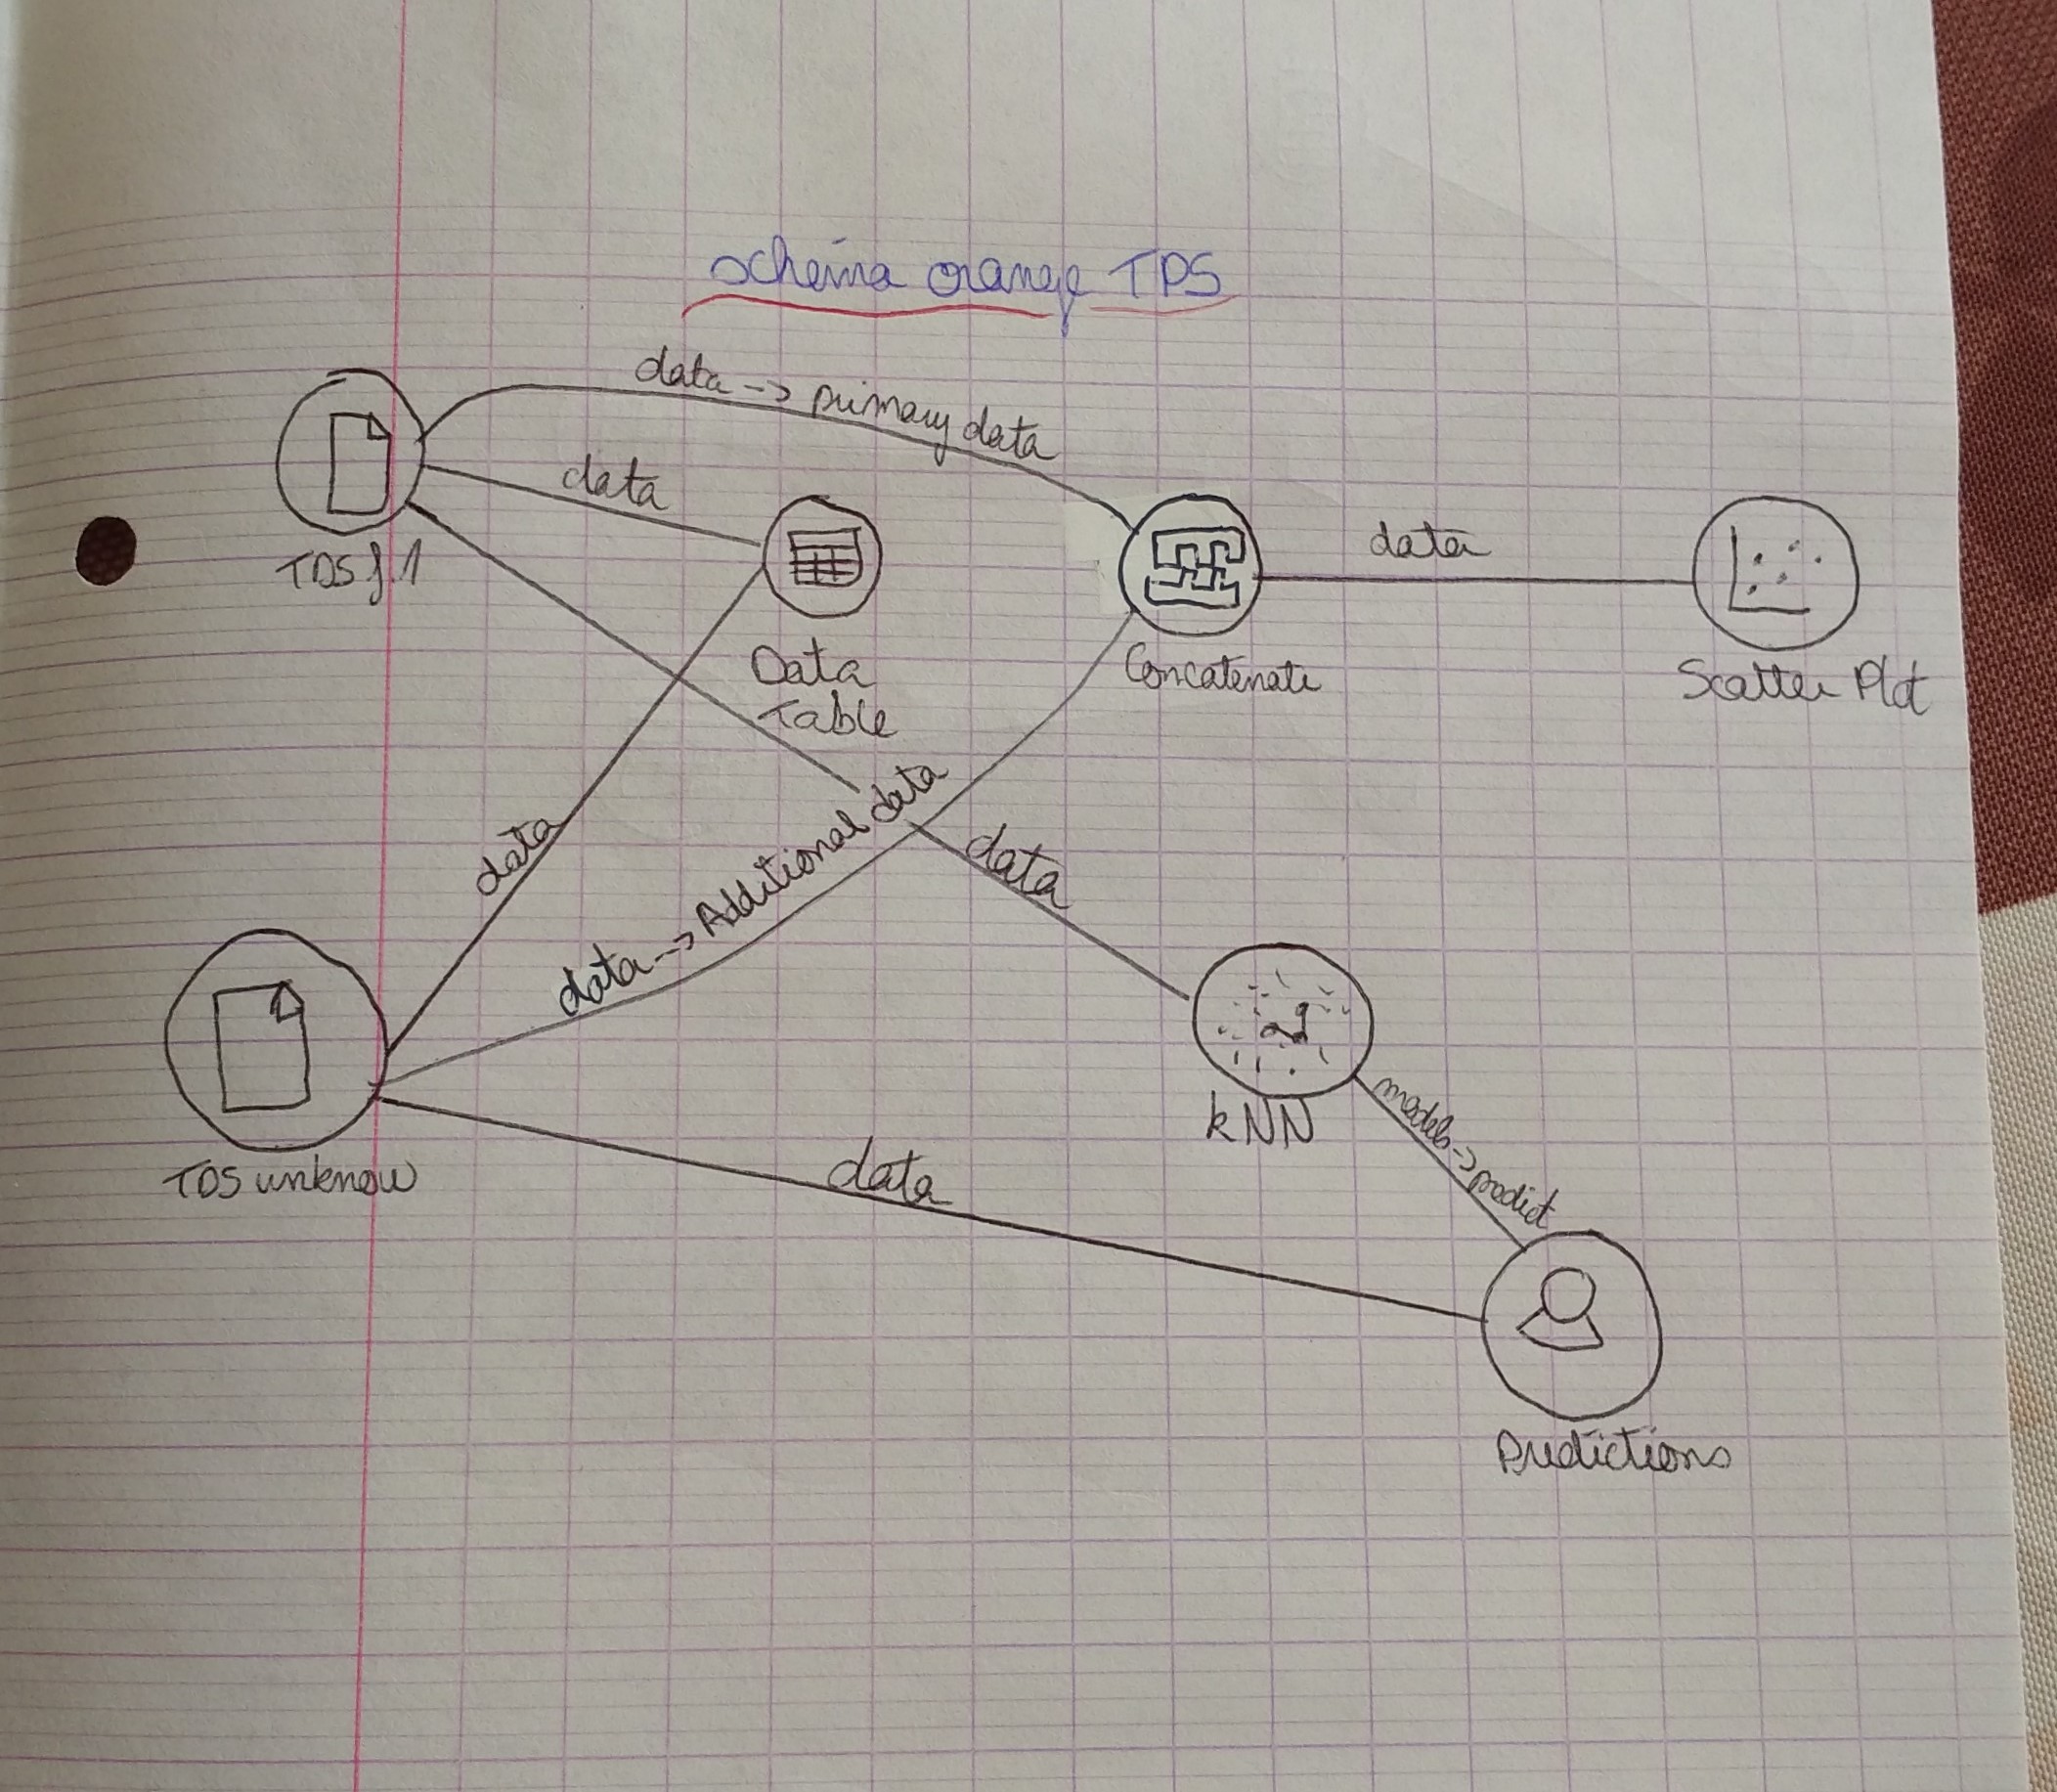 schéma orange TPS
data -> primary data
data
TDS f.1
data
Data
Table
Concatenate
Scatter Plot
data
data -> Additional data
data
kNN
models -> predict
TDS unknow
data
Predictions